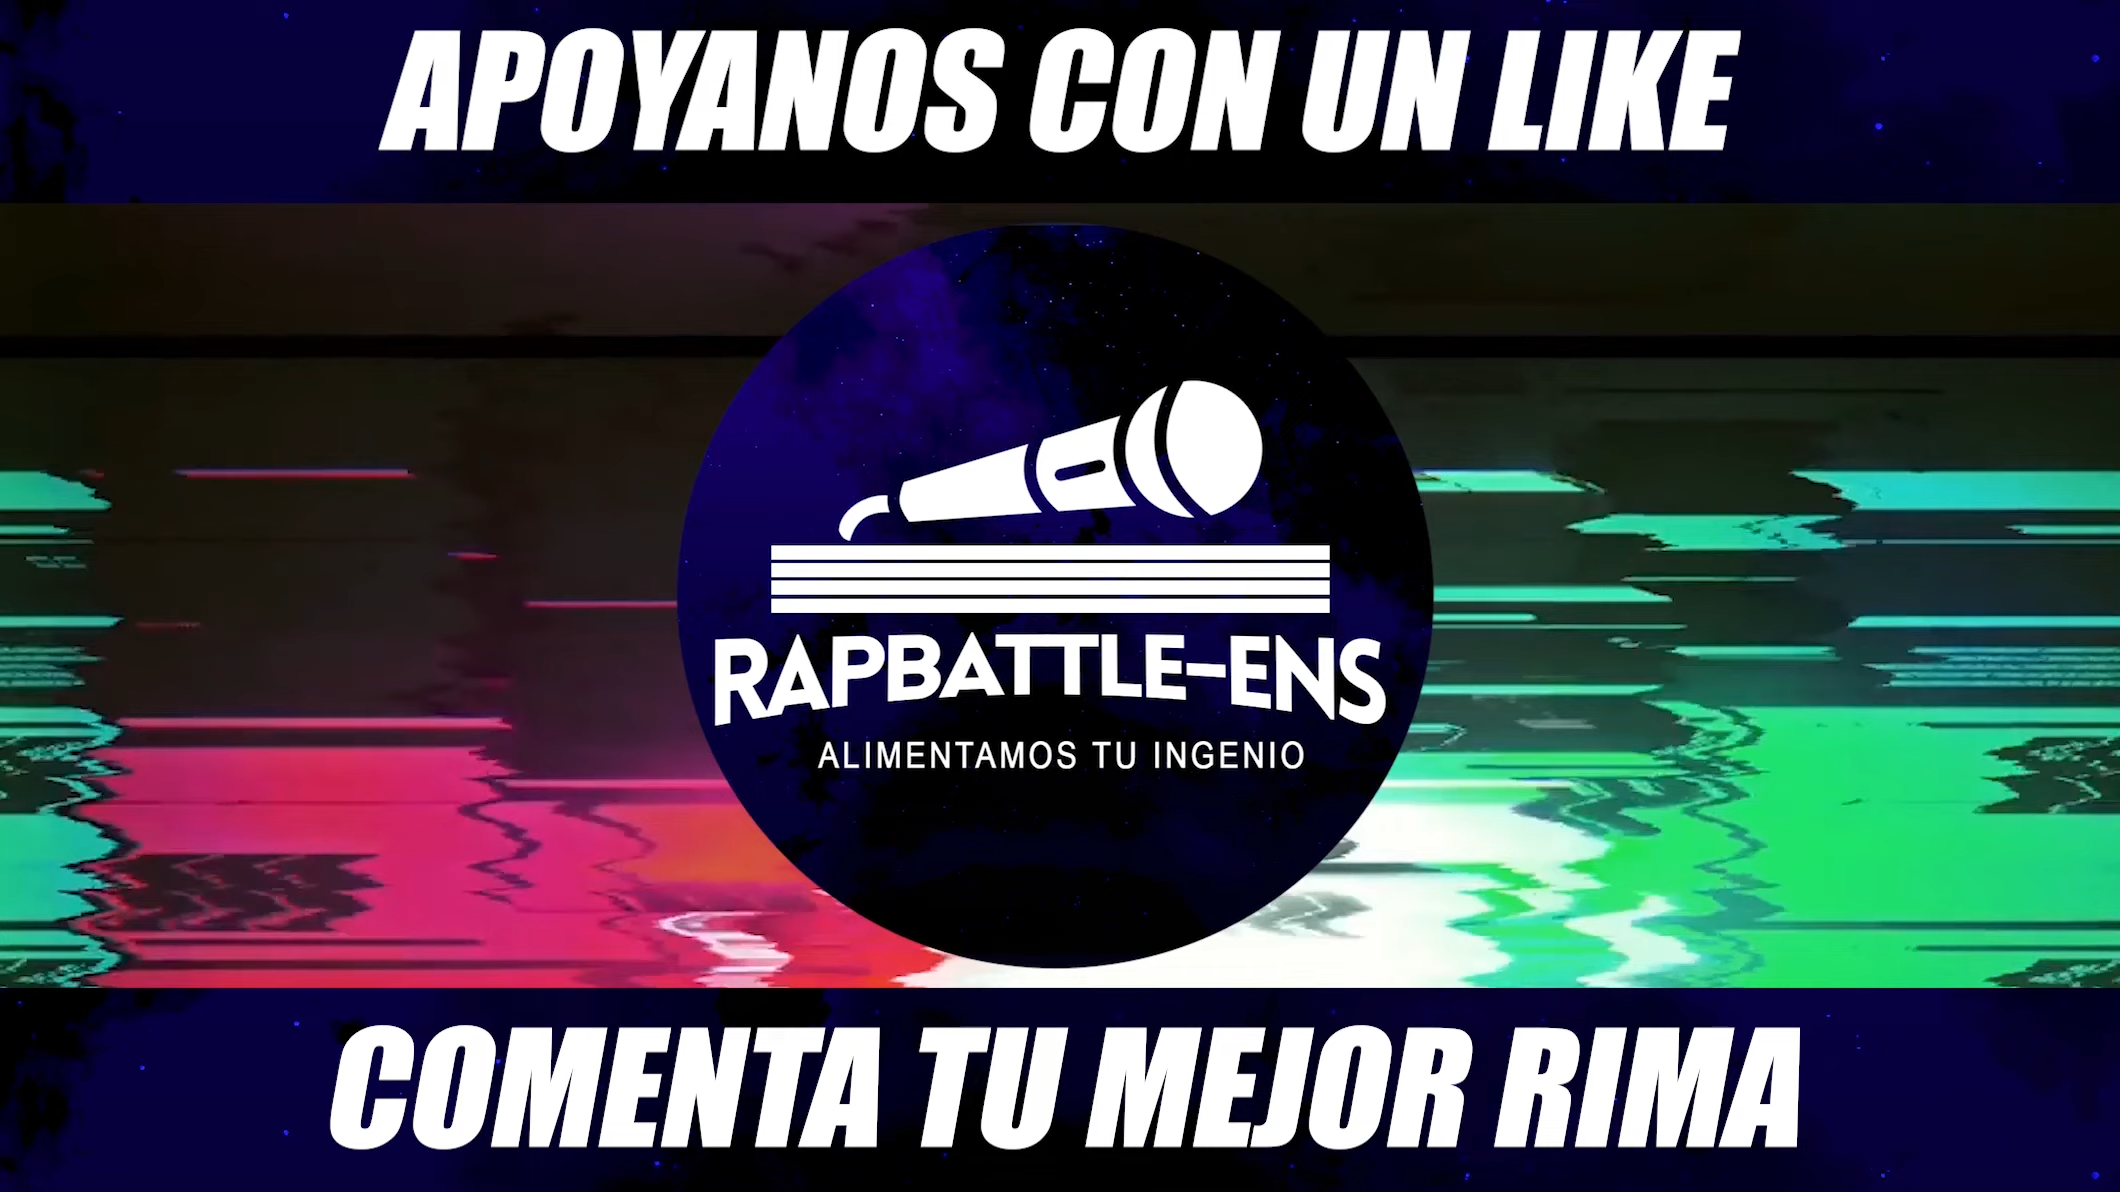 APOYANOS CON UN LIKE
RAPBATTLE-ENS
ALIMENTAMOS TU INGENIO
COMENTA TU MEJOR RIMA